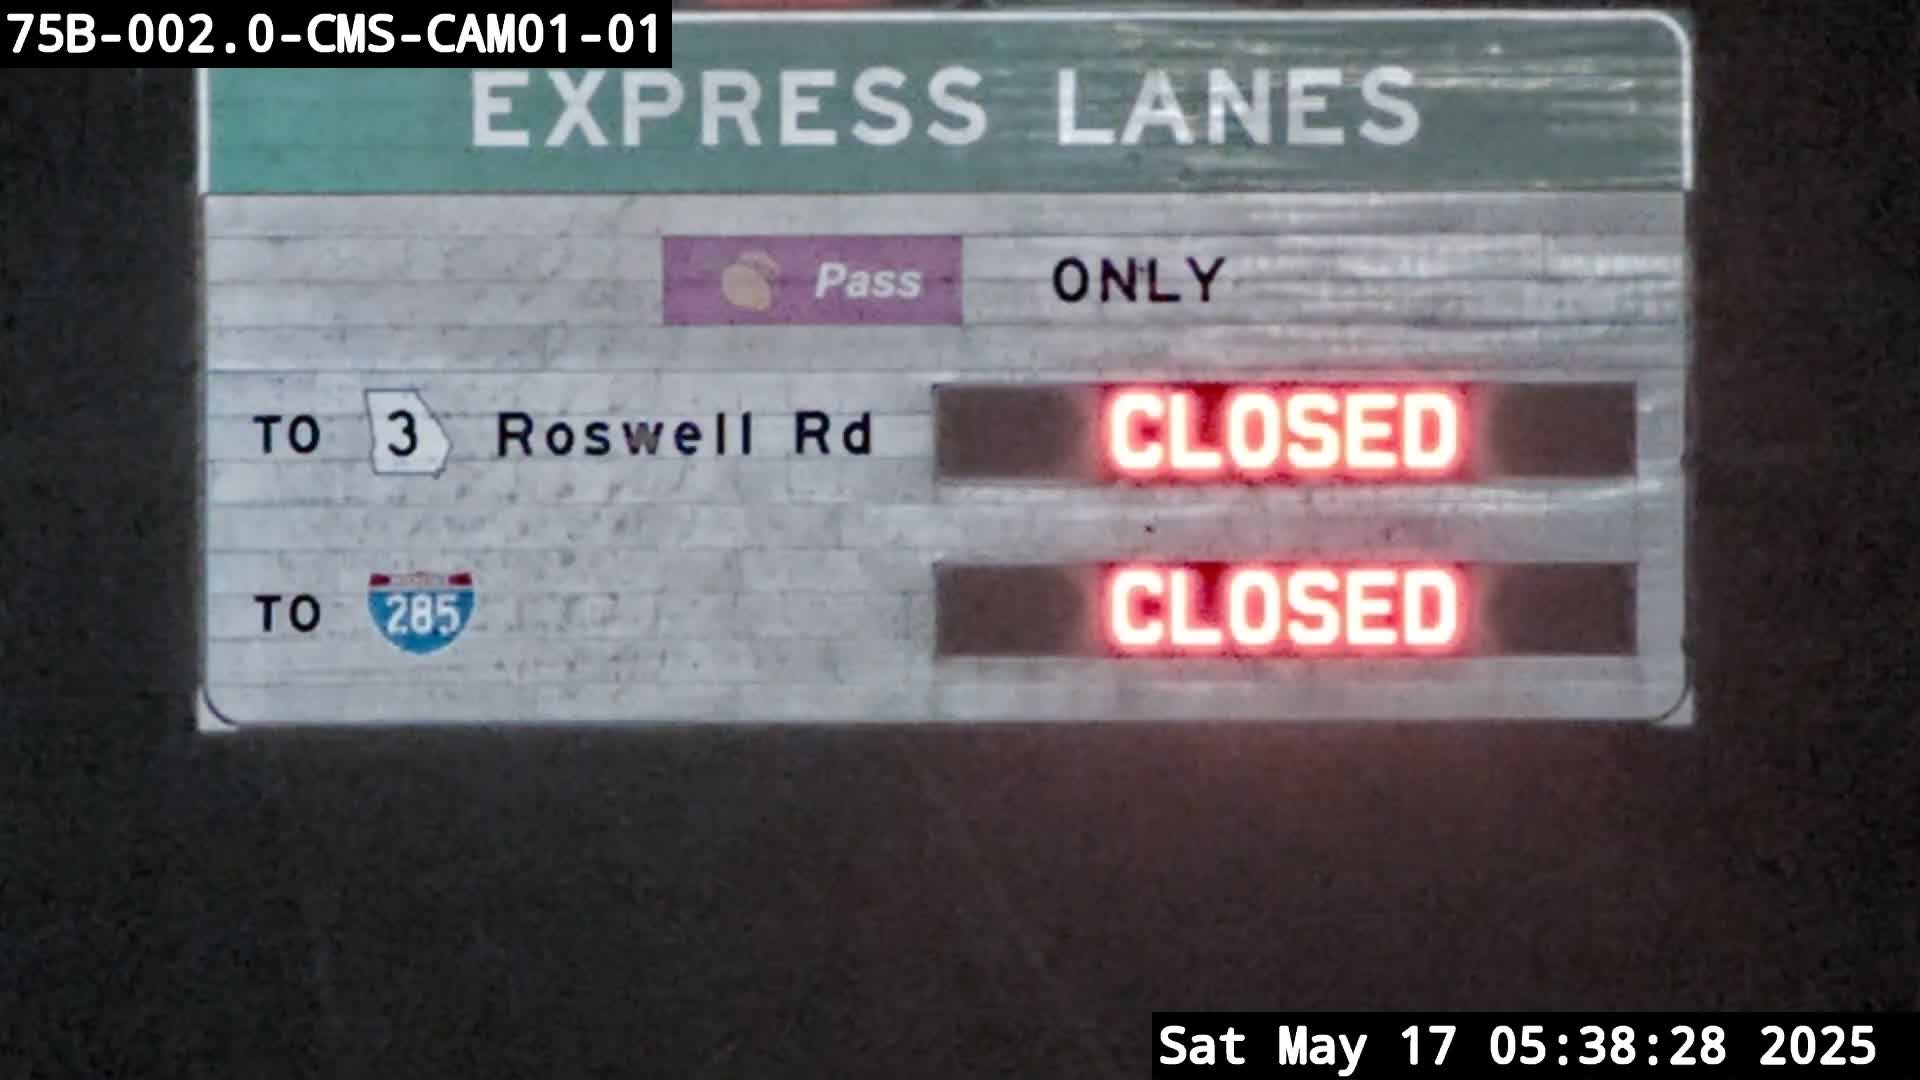 75B-002.0-CMS-CAM01-01
EXPRESS LANES
Pass ONLY
TO 3 Roswell Rd CLOSED
TO 285 CLOSED
Sat May 17 05:38:28 2025